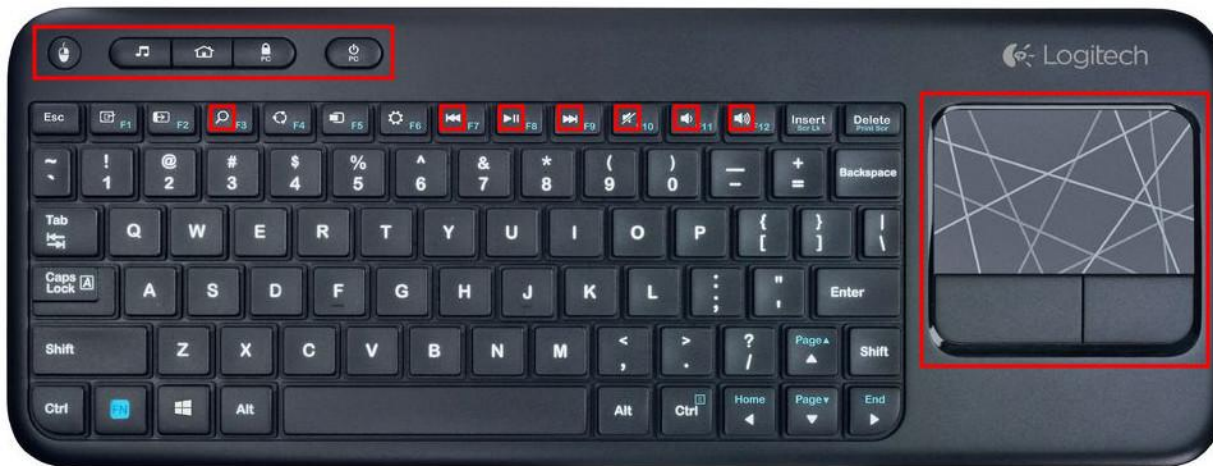 Logitech
PC PC
Esc F1 F2 F3 F4 F5 F6 F7 F8 F9 F10 F11 F12 Insert Delete
Scr Lk Print Scr
~ ! @ # $ % ^ & * ( ) _ +
` 1 2 3 4 5 6 7 8 9 0 - = Backspace
Tab Q W E R T Y U I O P { [ } ] | \
Caps Lock A A S D F G H J K L : ; " ' Enter
Shift Z X C V B N M < , > . ? / Page Shift
Ctrl FN Alt Alt Ctrl Home Page End